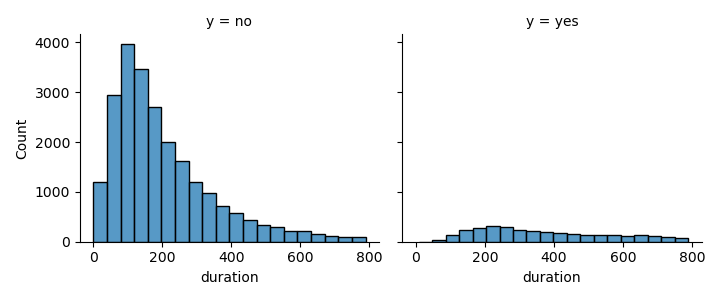 y = no
y = yes
4000
3000
2000
1000
0
Count
0 200 400 600 800
0 200 400 600 800
duration
duration